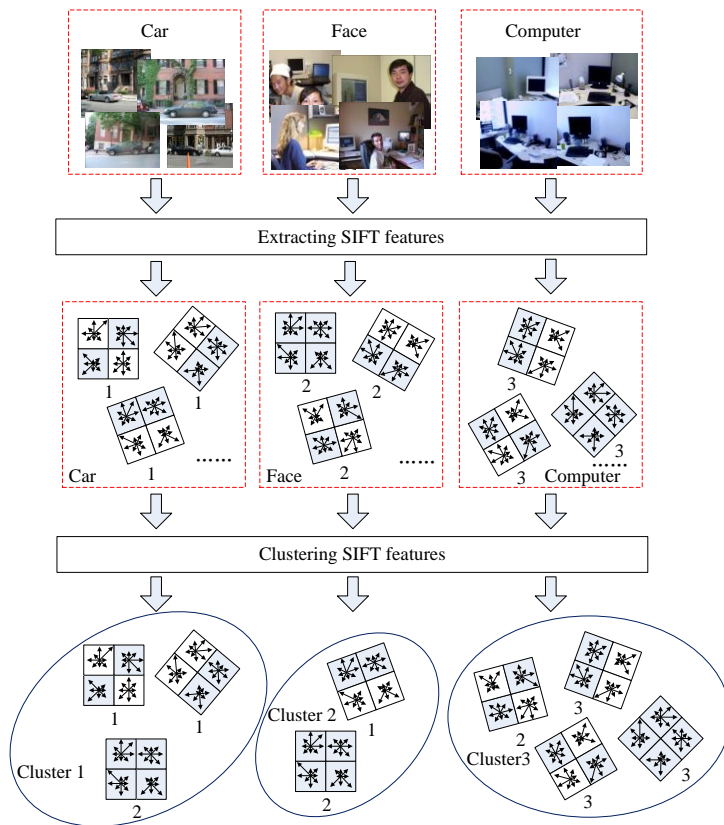 Car
Face
Computer
Extracting SIFT features
1
1
1
......
Car
2
2
2
......
Face
3
3
3
......
Computer
Clustering SIFT features
1
1
2
Cluster 1
Cluster 2
1
2
2
3
Cluster3
3
3